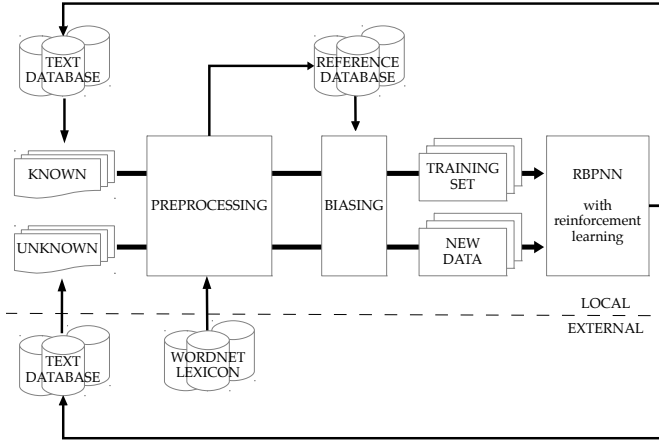 TEXT
DATABASE
REFERENCE
DATABASE
KNOWN
UNKNOWN
PREPROCESSING
BIASING
TRAINING
SET
NEW
DATA
RBPNN
with
reinforcement
learning
LOCAL
EXTERNAL
TEXT
DATABASE
WORDNET
LEXICON